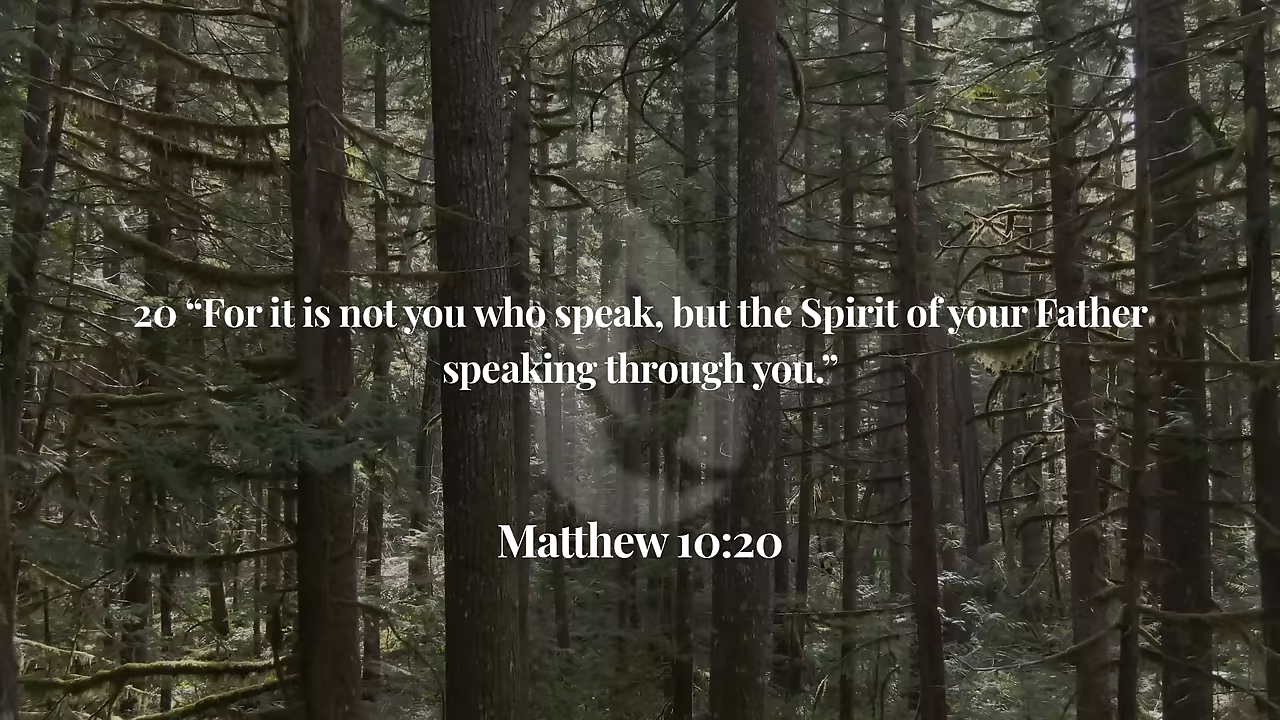 20 “For it is not you who speak, but the Spirit of your Father
speaking through you.”
Matthew 10:20